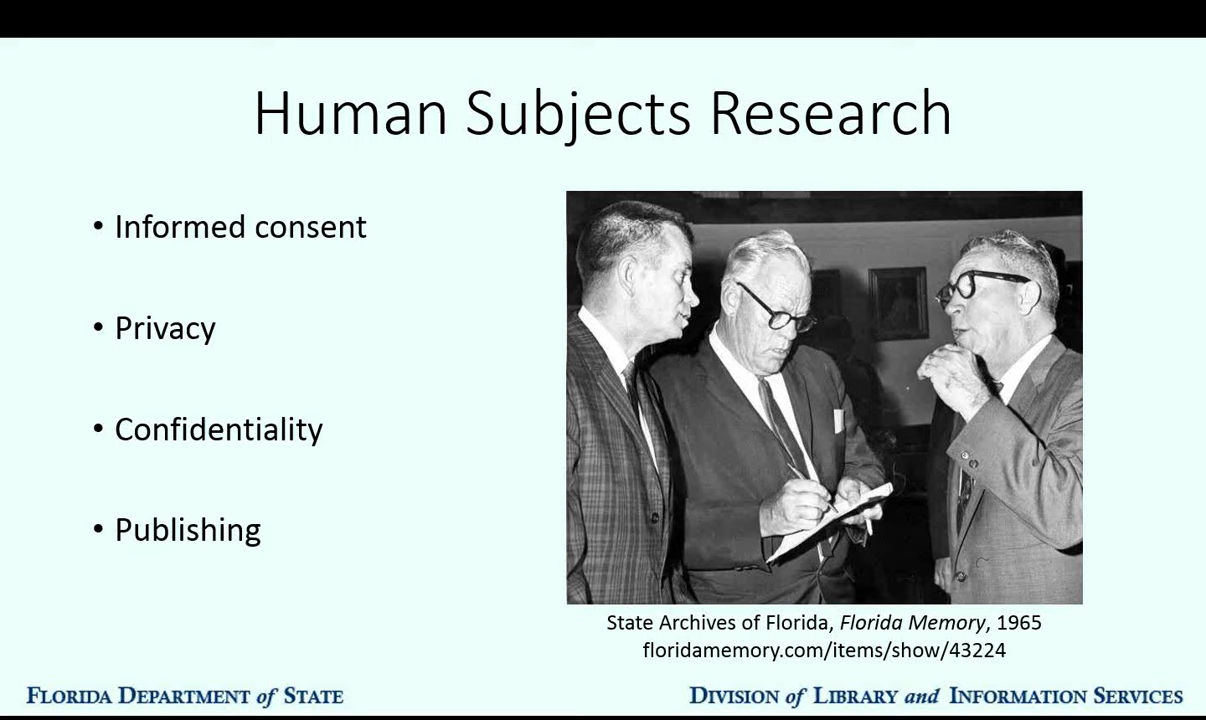 Human Subjects Research
• Informed consent
• Privacy
• Confidentiality
• Publishing
State Archives of Florida, Florida Memory, 1965
floridamemory.com/items/show/43224
FLORIDA DEPARTMENT of STATE
DIVISION of LIBRARY and INFORMATION SERVICES